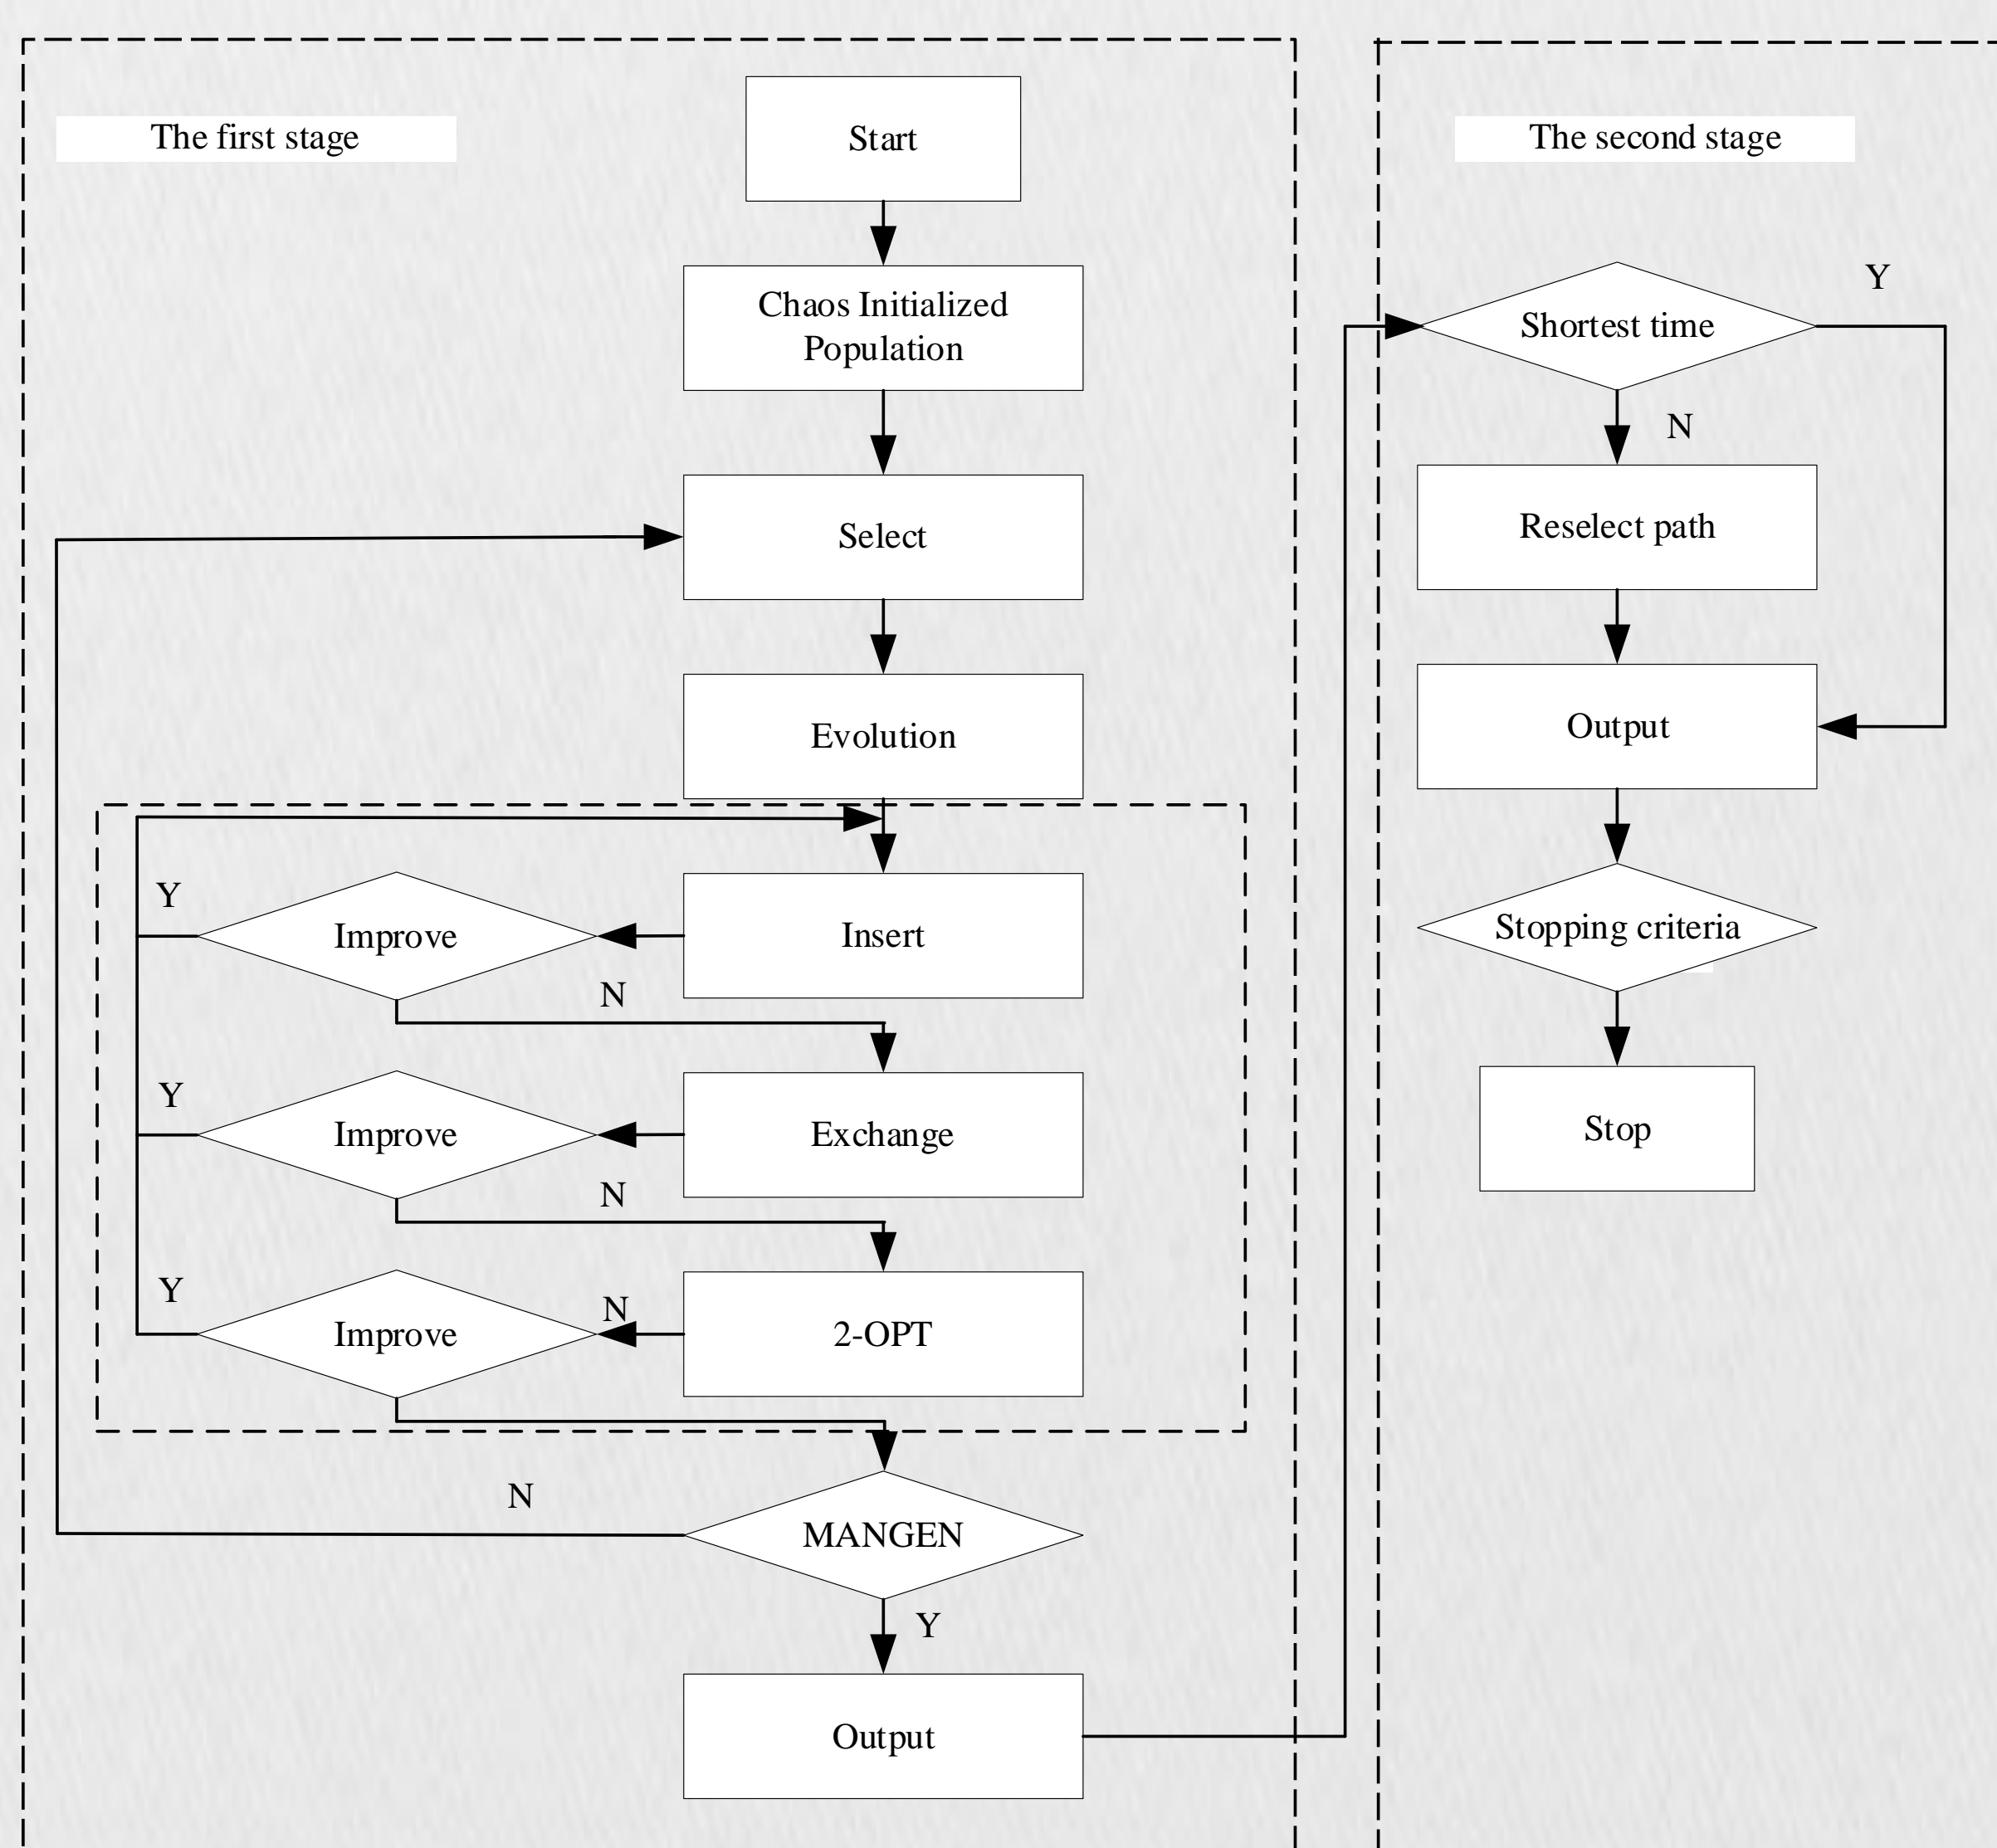 The first stage
Start
Chaos Initialized
Population
Select
Evolution
Y
Improve
Insert
N
Y
Improve
Exchange
N
Y
Improve
N
2-OPT
N
MANGEN
Y
Output
The second stage
Shortest time
Y
N
Reselect path
Output
Stopping criteria
Stop